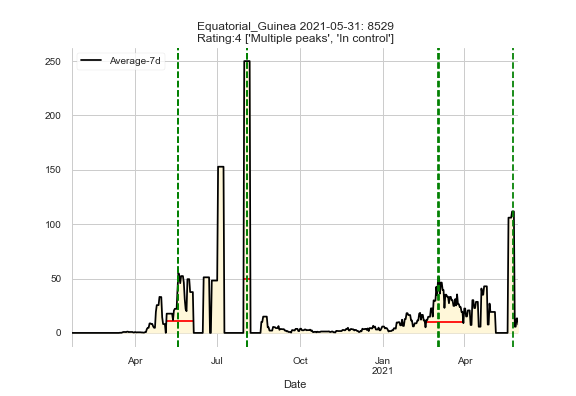 Equatorial_Guinea 2021-05-31: 8529
Rating:4 ['Multiple peaks', 'In control']
Average-7d
250
200
150
100
50
0
Apr
Jul
Oct
Jan
2021
Apr
Date